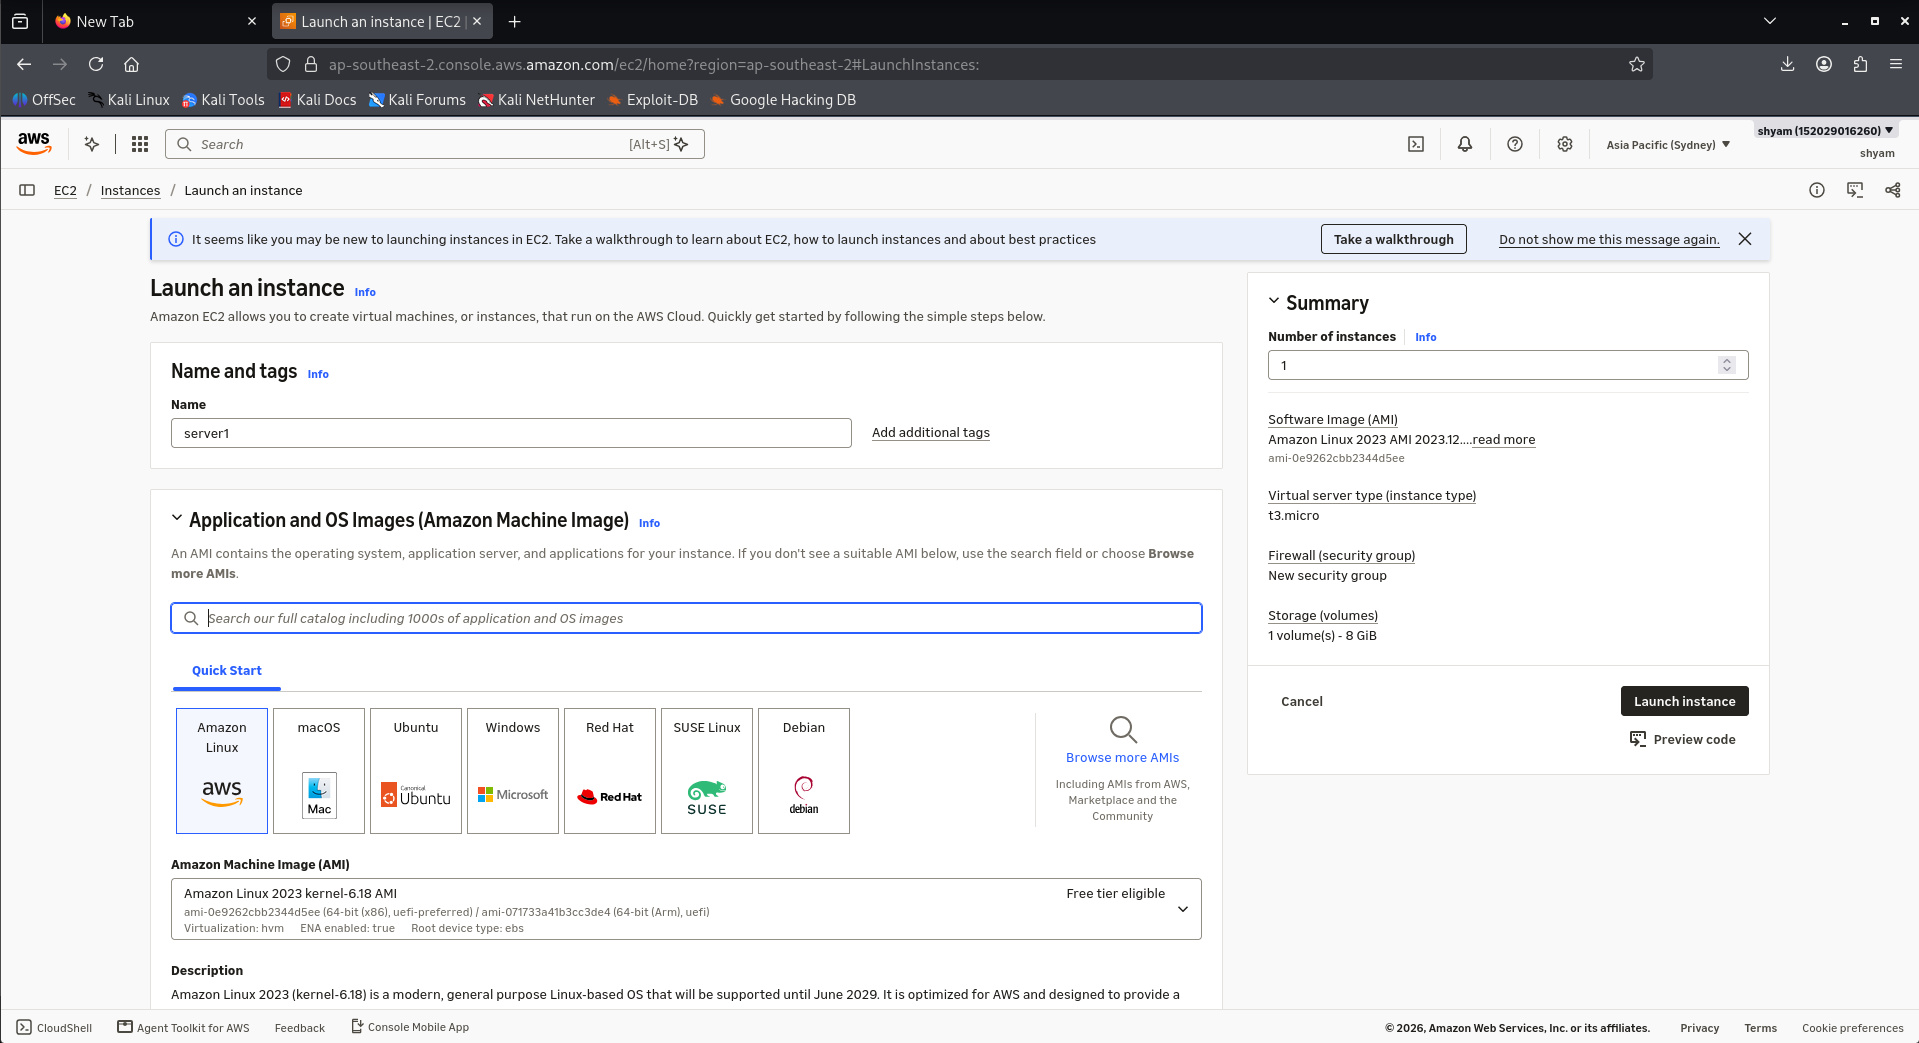 New Tab
Launch an instance | EC2 |
ap-southeast-2.console.aws.amazon.com/ec2/home?region=ap-southeast-2#LaunchInstances:
OffSec Kali Linux Kali Tools Kali Docs Kali Forums Kali NetHunter Exploit-DB Google Hacking DB
aws
Search
[Alt+S]
Asia Pacific (Sydney)
shyam (152029016260)
shyam
EC2 / Instances / Launch an instance
It seems like you may be new to launching instances in EC2. Take a walkthrough to learn about EC2, how to launch instances and about best practices
Take a walkthrough
Do not show me this message again.
Launch an instance Info
Amazon EC2 allows you to create virtual machines, or instances, that run on the AWS Cloud. Quickly get started by following the simple steps below.
Name and tags Info
Name
server1
Add additional tags
Application and OS Images (Amazon Machine Image) Info
An AMI contains the operating system, application server, and applications for your instance. If you don't see a suitable AMI below, use the search field or choose Browse
more AMIs.
Search our full catalog including 1000s of application and OS images
Quick Start
Amazon
Linux
aws
macOS
Mac
Ubuntu
Canonical
Ubuntu
Windows
Microsoft
Red Hat
Red Hat
SUSE Linux
SUSE
Debian
debian
Browse more AMIs
Including AMIs from AWS,
Marketplace and the
Community
Amazon Machine Image (AMI)
Amazon Linux 2023 kernel-6.18 AMI
Free tier eligible
ami-0e9262cbb2344d5ee (64-bit (x86), uefi-preferred) / ami-071733a41b3cc3de4 (64-bit (Arm), uefi)
Virtualization: hvm ENA enabled: true Root device type: ebs
Description
Amazon Linux 2023 (kernel-6.18) is a modern, general purpose Linux-based OS that will be supported until June 2029. It is optimized for AWS and designed to provide a
Summary
Number of instances Info
1
Software Image (AMI)
Amazon Linux 2023 AMI 2023.12....read more
ami-0e9262cbb2344d5ee
Virtual server type (instance type)
t3.micro
Firewall (security group)
New security group
Storage (volumes)
1 volume(s) - 8 GiB
Cancel
Launch instance
Preview code
CloudShell Agent Toolkit for AWS Feedback Console Mobile App
© 2026, Amazon Web Services, Inc. or its affiliates. Privacy Terms Cookie preferences